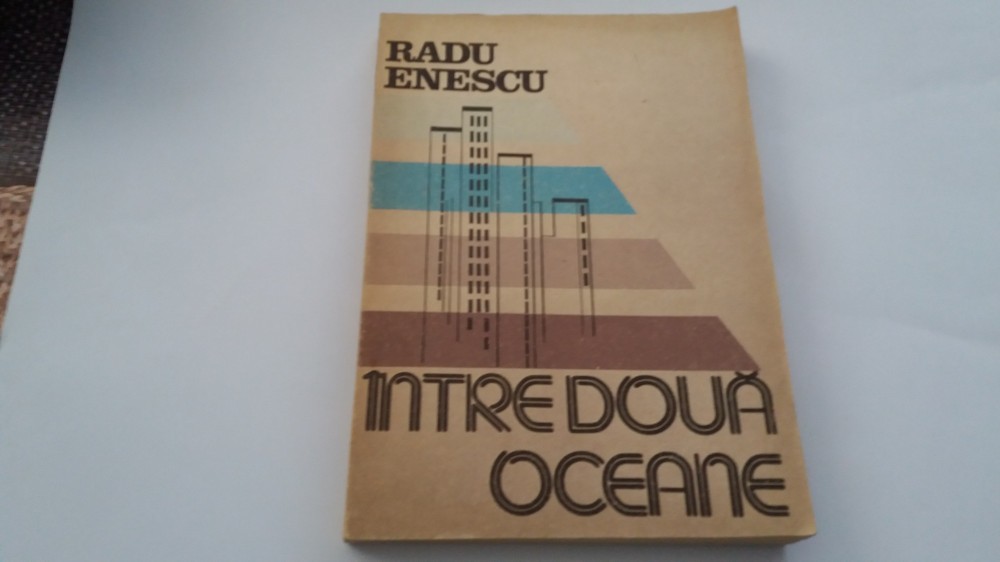 RADU
ENESCU
ÎNTRE DOUĂ
OCEANE